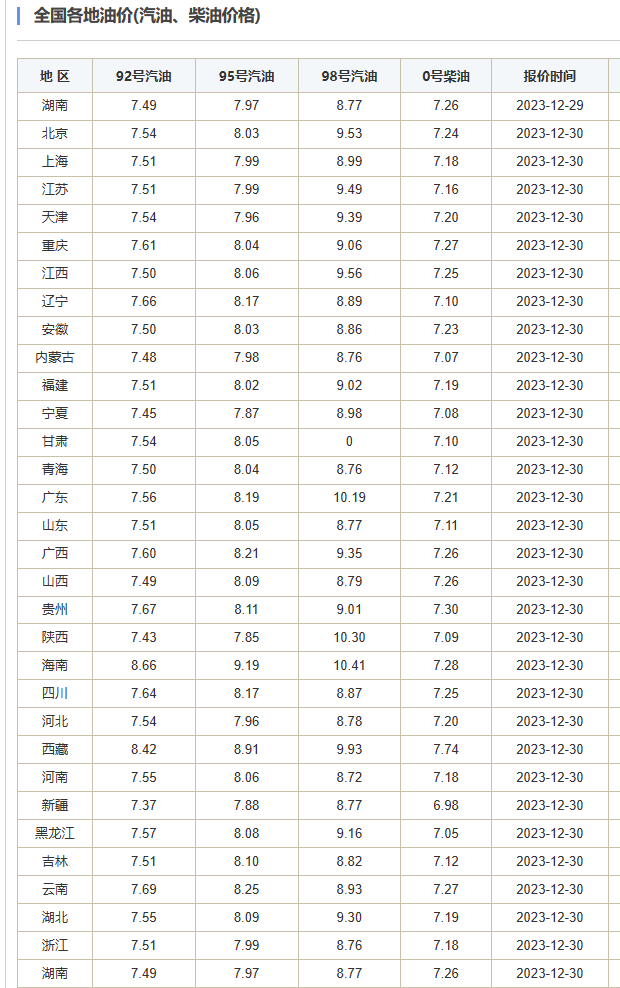 全国各地油价(汽油、柴油价格)
地 区 92号汽油 95号汽油 98号汽油 0号柴油 报价时间
湖南 7.49 7.97 8.77 7.26 2023-12-29
北京 7.54 8.03 9.53 7.24 2023-12-30
上海 7.51 7.99 8.99 7.18 2023-12-30
江苏 7.51 7.99 9.49 7.16 2023-12-30
天津 7.54 7.96 9.39 7.20 2023-12-30
重庆 7.61 8.04 9.06 7.27 2023-12-30
江西 7.50 8.06 9.56 7.25 2023-12-30
辽宁 7.66 8.17 8.89 7.10 2023-12-30
安徽 7.50 8.03 8.86 7.23 2023-12-30
内蒙古 7.48 7.98 8.76 7.07 2023-12-30
福建 7.51 8.02 9.02 7.19 2023-12-30
宁夏 7.45 7.87 8.98 7.08 2023-12-30
甘肃 7.54 8.05 0 7.10 2023-12-30
青海 7.50 8.04 8.76 7.12 2023-12-30
广东 7.56 8.19 10.19 7.21 2023-12-30
山东 7.51 8.05 8.77 7.11 2023-12-30
广西 7.60 8.21 9.35 7.26 2023-12-30
山西 7.49 8.09 8.79 7.26 2023-12-30
贵州 7.67 8.11 9.01 7.30 2023-12-30
陕西 7.43 7.85 10.30 7.09 2023-12-30
海南 8.66 9.19 10.41 7.28 2023-12-30
四川 7.64 8.17 8.87 7.25 2023-12-30
河北 7.54 7.96 8.78 7.20 2023-12-30
西藏 8.42 8.91 9.93 7.74 2023-12-30
河南 7.55 8.06 8.72 7.18 2023-12-30
新疆 7.37 7.88 8.77 6.98 2023-12-30
黑龙江 7.57 8.08 9.16 7.05 2023-12-30
吉林 7.51 8.10 8.82 7.12 2023-12-30
云南 7.69 8.25 8.93 7.27 2023-12-30
湖北 7.55 8.09 9.30 7.19 2023-12-30
浙江 7.51 7.99 8.76 7.18 2023-12-30
湖南 7.49 7.97 8.77 7.26 2023-12-30